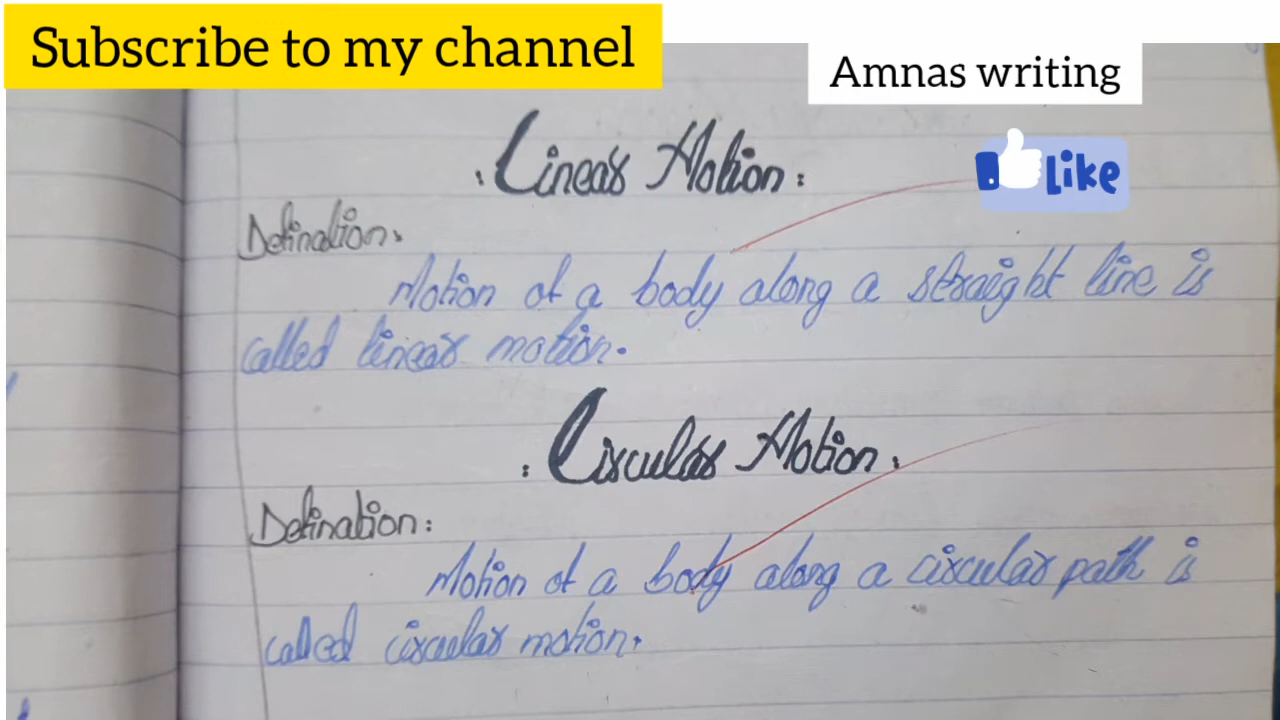 Subscribe to my channel
Amnas writing
Like
: Linear Motion :
Defination:
Motion of a body along a straight line is
called linear motion.
: Circular Motion :
Defination:
Motion of a body along a circular path is
called circular motion.